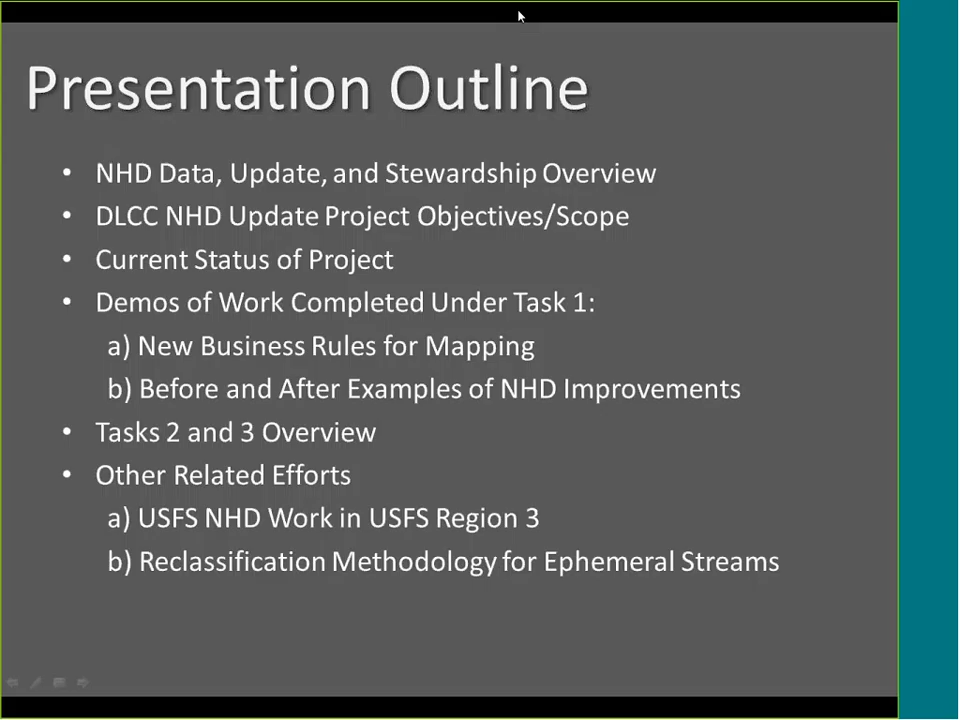 Presentation Outline
• NHD Data, Update, and Stewardship Overview
• DLCC NHD Update Project Objectives/Scope
• Current Status of Project
• Demos of Work Completed Under Task 1:
a) New Business Rules for Mapping
b) Before and After Examples of NHD Improvements
• Tasks 2 and 3 Overview
• Other Related Efforts
a) USFS NHD Work in USFS Region 3
b) Reclassification Methodology for Ephemeral Streams